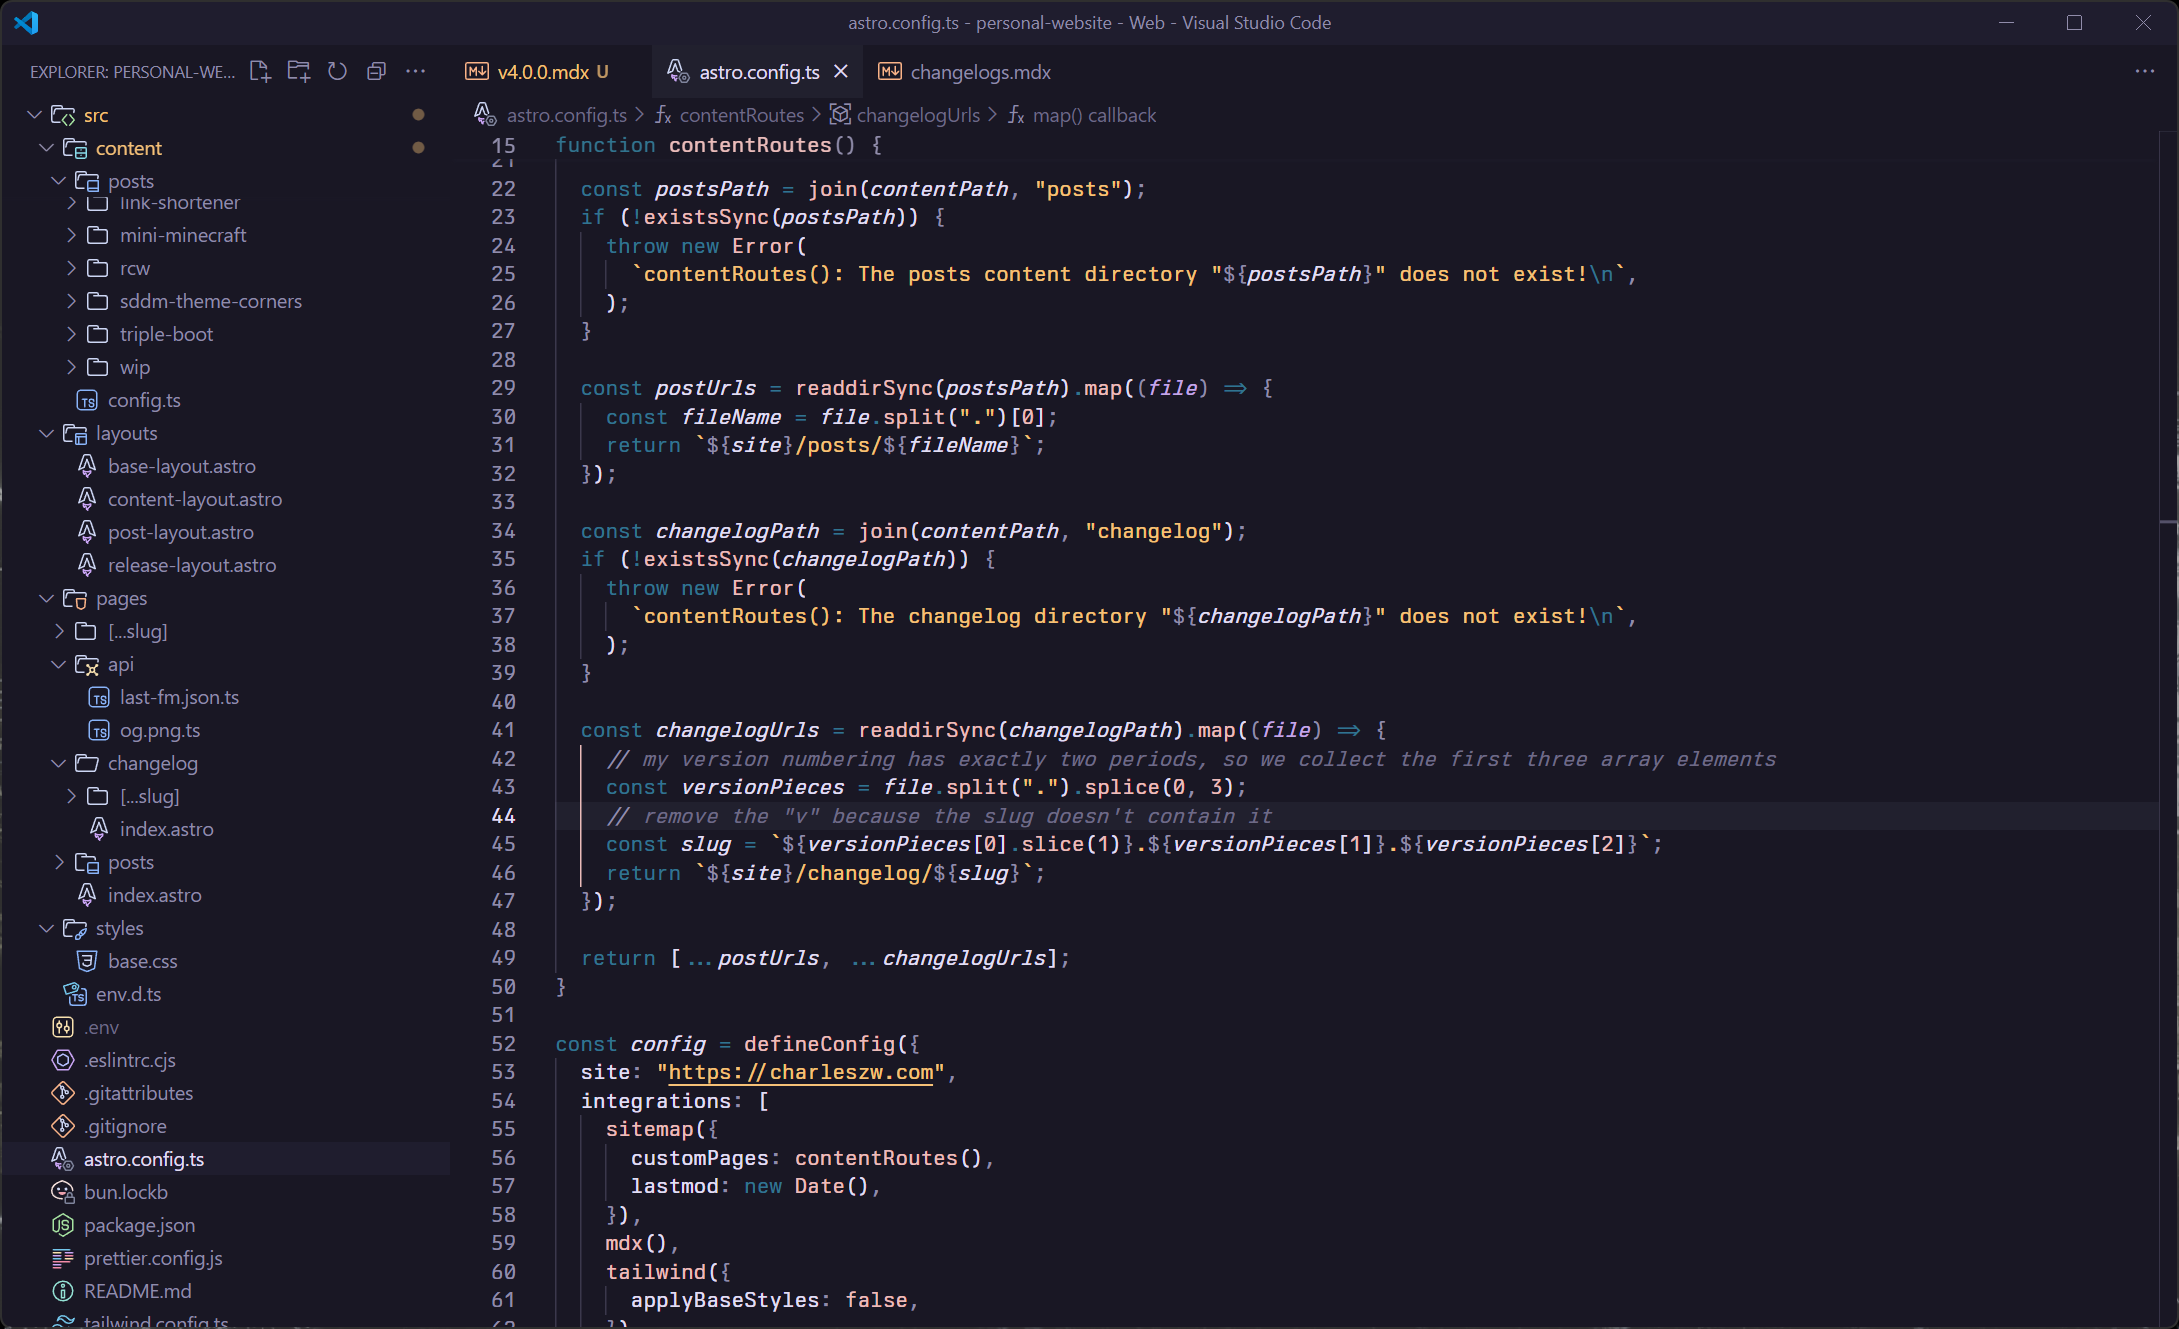 astro.config.ts - personal-website - Web - Visual Studio Code
EXPLORER: PERSONAL-WE...
v4.0.0.mdx U
astro.config.ts
changelogs.mdx
astro.config.ts > contentRoutes > changelogUrls > map() callback
src
content
posts
link-shortener
mini-minecraft
rcw
sddm-theme-corners
triple-boot
wip
config.ts
layouts
base-layout.astro
content-layout.astro
post-layout.astro
release-layout.astro
pages
[...slug]
api
last-fm.json.ts
og.png.ts
changelog
[...slug]
index.astro
posts
index.astro
styles
base.css
env.d.ts
.env
.eslintrc.cjs
.gitattributes
.gitignore
astro.config.ts
bun.lockb
package.json
prettier.config.js
README.md
tailwind.config.ts
15 function contentRoutes() {
21
22 const postsPath = join(contentPath, "posts");
23 if (!existsSync(postsPath)) {
24 throw new Error(
25 `contentRoutes(): The posts content directory "${postsPath}" does not exist!\n`,
26 );
27 }
28
29 const postUrls = readdirSync(postsPath).map((file) => {
30 const fileName = file.split(".")[0];
31 return `${site}/posts/${fileName}`;
32 });
33
34 const changelogPath = join(contentPath, "changelog");
35 if (!existsSync(changelogPath)) {
36 throw new Error(
37 `contentRoutes(): The changelog directory "${changelogPath}" does not exist!\n`,
38 );
39 }
40
41 const changelogUrls = readdirSync(changelogPath).map((file) => {
42 // my version numbering has exactly two periods, so we collect the first three array elements
43 const versionPieces = file.split(".").splice(0, 3);
44 // remove the "v" because the slug doesn't contain it
45 const slug = `${versionPieces[0].slice(1)}.${versionPieces[1]}.${versionPieces[2]}`;
46 return `${site}/changelog/${slug}`;
47 });
48
49 return [...postUrls, ...changelogUrls];
50 }
51
52 const config = defineConfig({
53 site: "https://charleszw.com",
54 integrations: [
55 sitemap({
56 customPages: contentRoutes(),
57 lastmod: new Date(),
58 }),
59 mdx(),
60 tailwind({
61 applyBaseStyles: false,
62 })